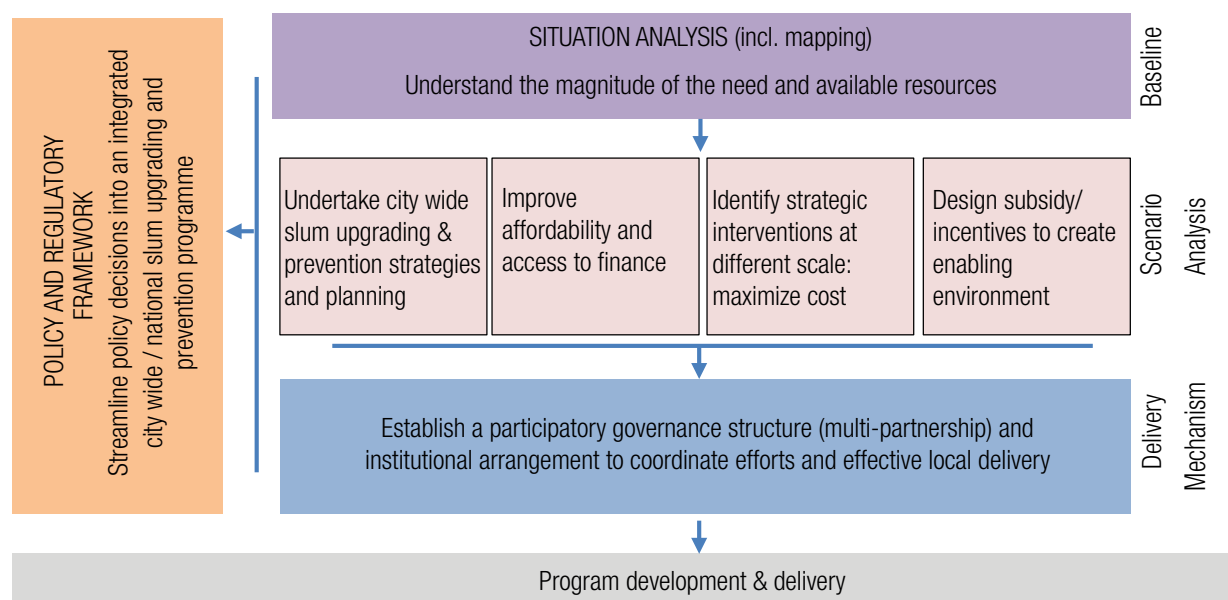 POLICY AND REGULATORY
FRAMEWORK
Streamline policy decisions into an integrated
city wide / national slum upgrading and
prevention programme
SITUATION ANALYSIS (incl. mapping)
Understand the magnitude of the need and available resources
Baseline
Undertake city wide
slum upgrading &
prevention strategies
and planning
Improve
affordability and
access to finance
Identify strategic
interventions at
different scale:
maximize cost
Design subsidy/
incentives to create
enabling
environment
Scenario
Analysis
Establish a participatory governance structure (multi-partnership) and
institutional arrangement to coordinate efforts and effective local delivery
Delivery
Mechanism
Program development & delivery